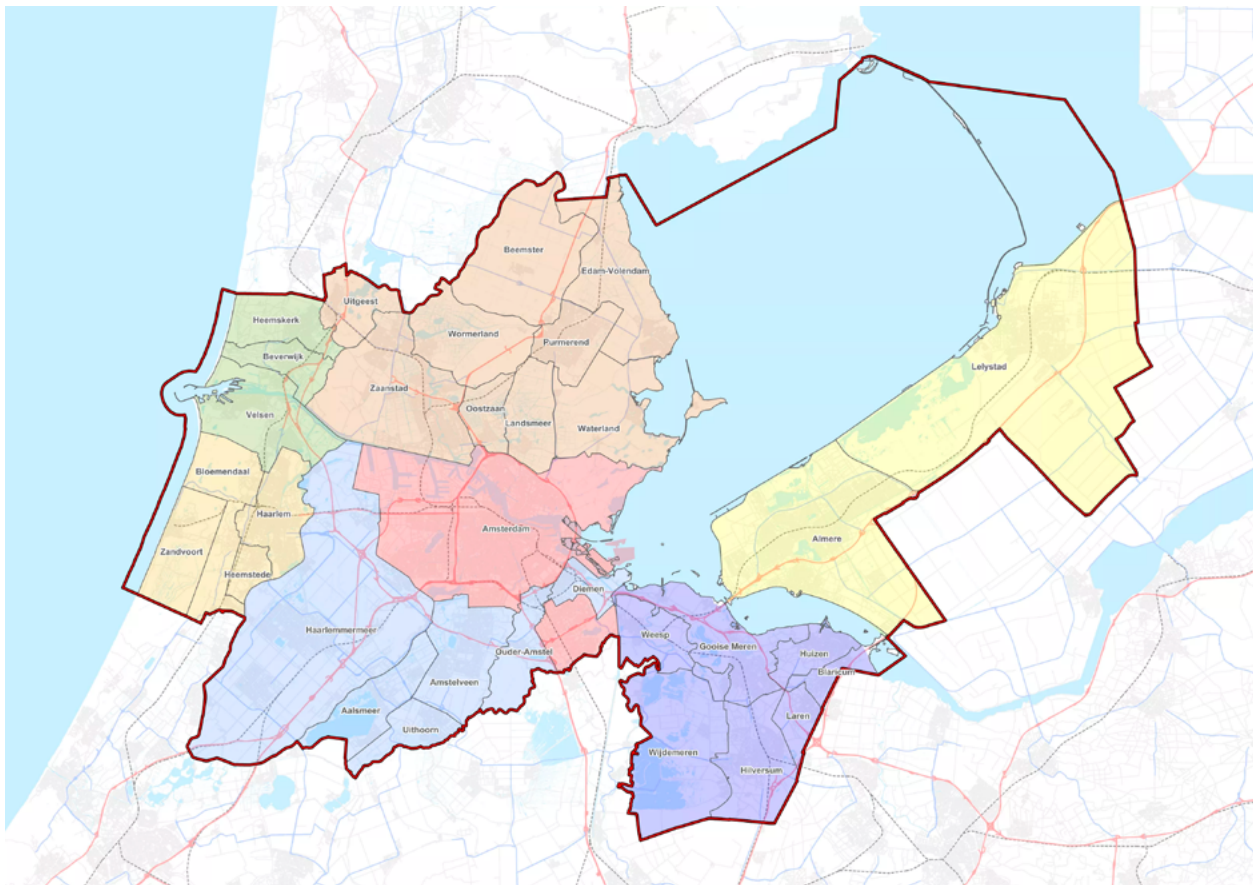 Beemster
Edam-Volendam
Uitgeest
Heemskerk
Wormerland
Purmerend
Beverwijk
Lelystad
Zaanstad
Oostzaan
Velsen
Landsmeer
Waterland
Bloemendaal
Haarlem
Amsterdam
Almere
Zandvoort
Heemstede
Diemen
Haarlemmermeer
Weesp
Gooise Meren
Ouder-Amstel
Huizen
Blaricum
Amstelveen
Aalsmeer
Laren
Uithoorn
Wijdemeren
Hilversum